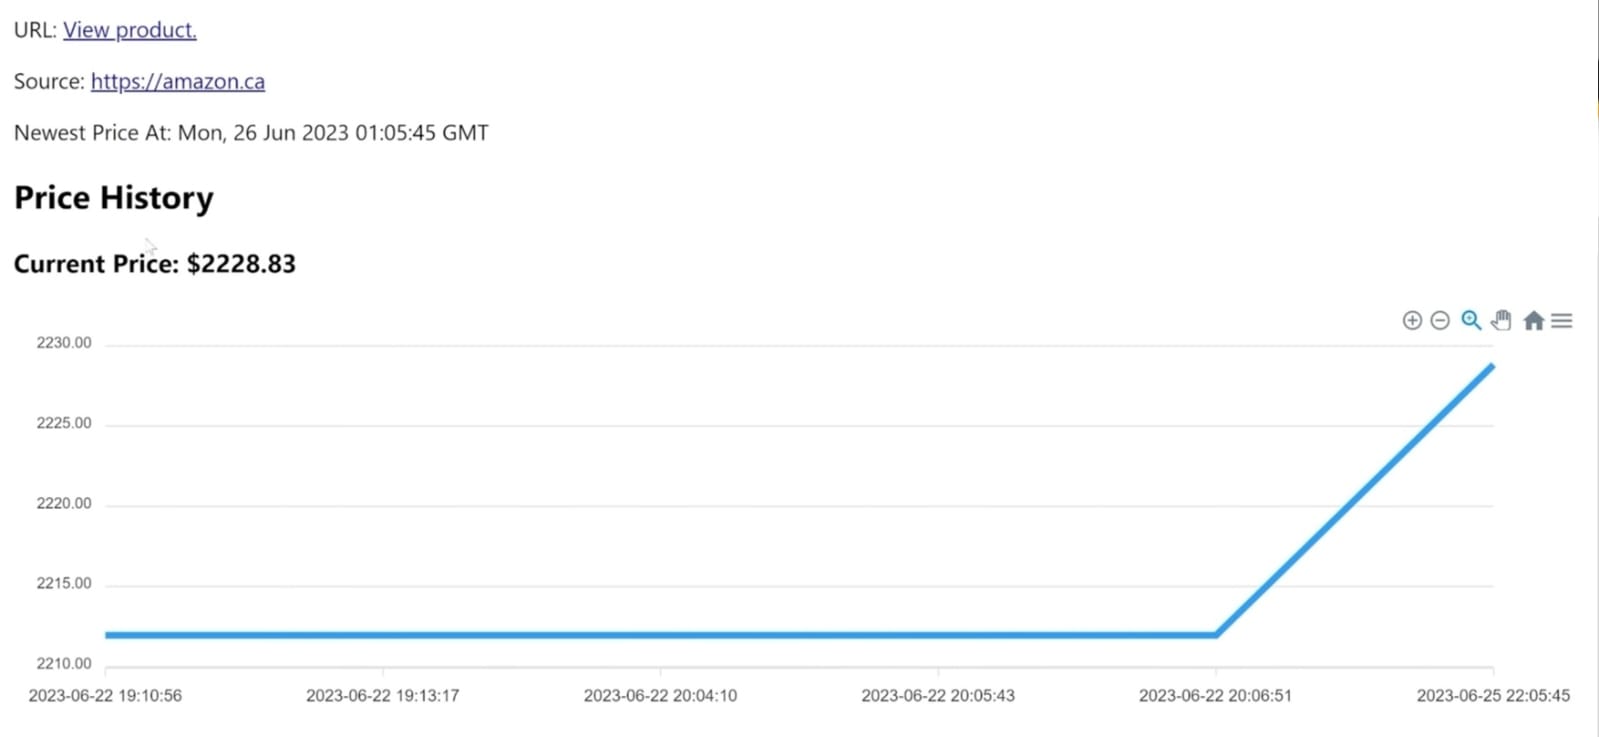 URL: View product.
Source: https://amazon.ca
Newest Price At: Mon, 26 Jun 2023 01:05:45 GMT
Price History
Current Price: $2228.83
2230.00
2225.00
2220.00
2215.00
2210.00
2023-06-22 19:10:56 2023-06-22 19:13:17 2023-06-22 20:04:10 2023-06-22 20:05:43 2023-06-22 20:06:51 2023-06-25 22:05:45